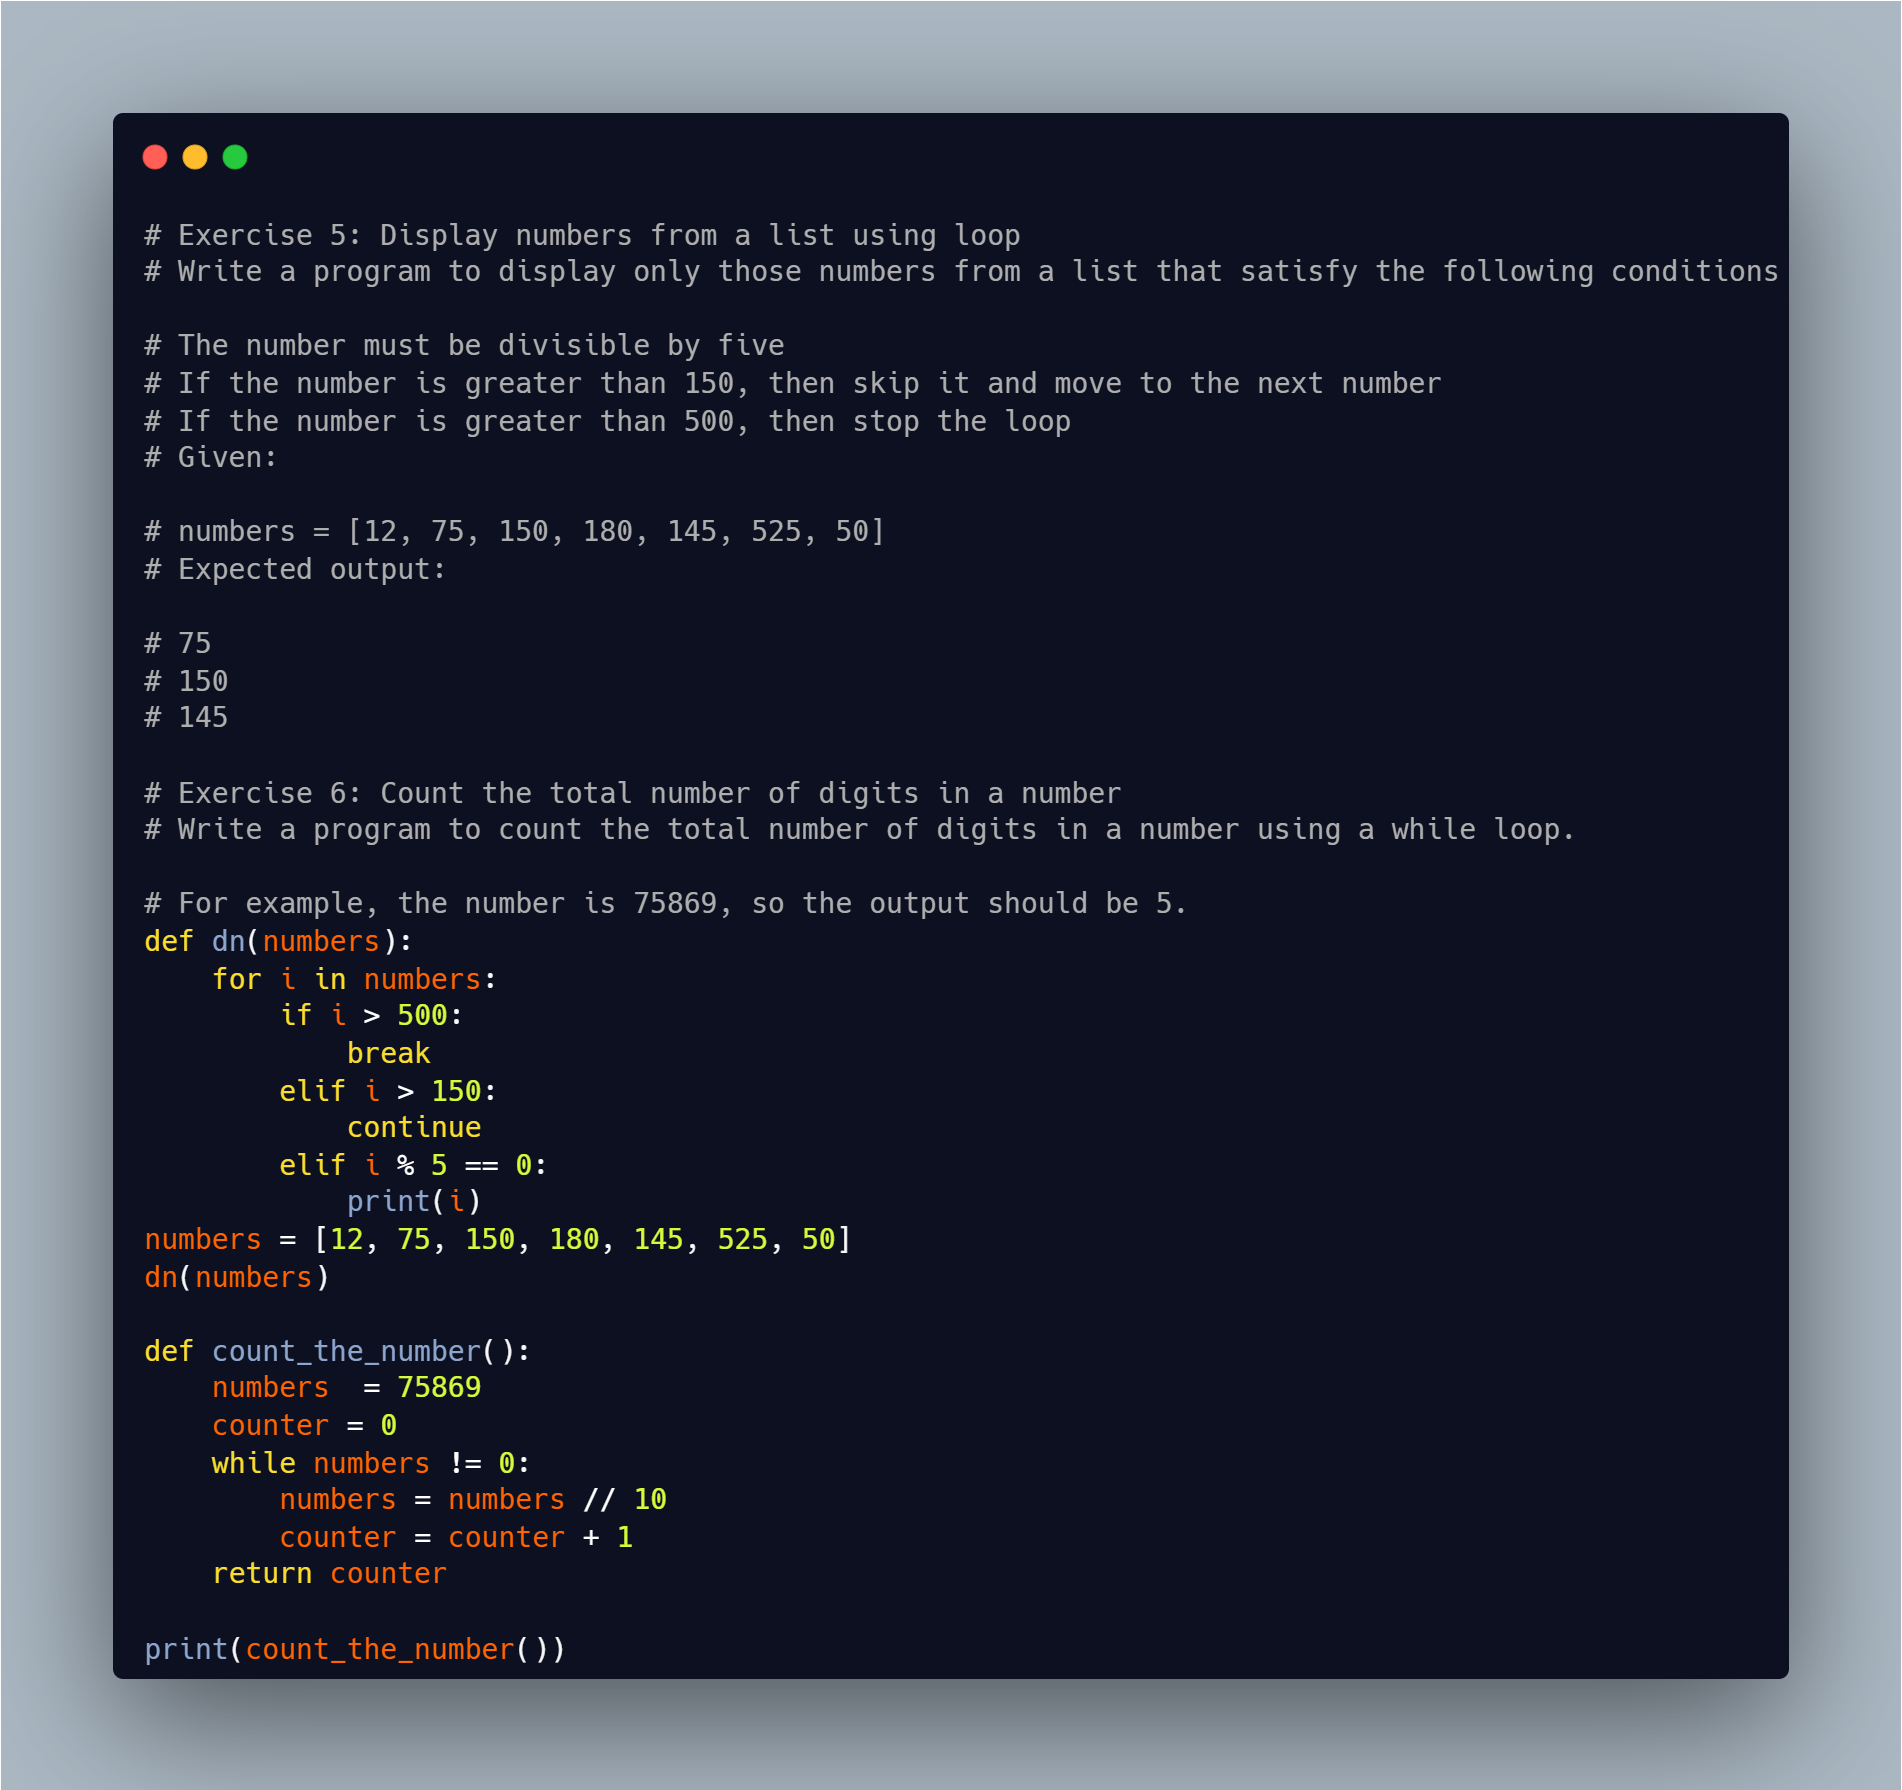 # Exercise 5: Display numbers from a list using loop
# Write a program to display only those numbers from a list that satisfy the following conditions

# The number must be divisible by five
# If the number is greater than 150, then skip it and move to the next number
# If the number is greater than 500, then stop the loop
# Given:

# numbers = [12, 75, 150, 180, 145, 525, 50]
# Expected output:

# 75
# 150
# 145

# Exercise 6: Count the total number of digits in a number
# Write a program to count the total number of digits in a number using a while loop.

# For example, the number is 75869, so the output should be 5.
def dn(numbers):
    for i in numbers:
        if i > 500:
            break
        elif i > 150:
            continue
        elif i % 5 == 0:
            print(i)
numbers = [12, 75, 150, 180, 145, 525, 50]
dn(numbers)

def count_the_number():
    numbers  = 75869
    counter = 0
    while numbers != 0:
        numbers = numbers // 10
        counter = counter + 1
    return counter

print(count_the_number())